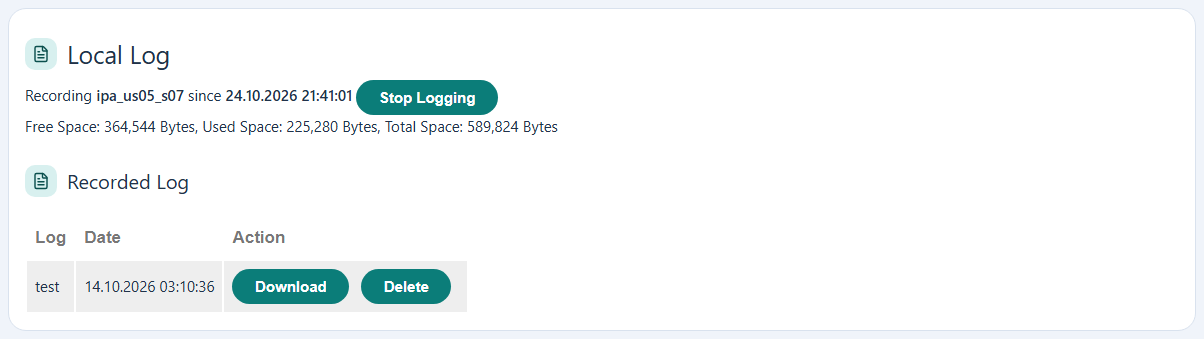 Local Log
Recording ipa_us05_s07 since 24.10.2026 21:41:01 Stop Logging
Free Space: 364,544 Bytes, Used Space: 225,280 Bytes, Total Space: 589,824 Bytes
Recorded Log
Log Date Action
test 14.10.2026 03:10:36 Download Delete